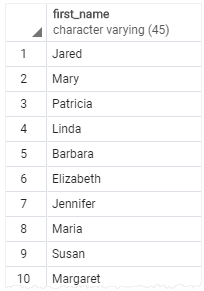 first_name
character varying (45)
1 Jared
2 Mary
3 Patricia
4 Linda
5 Barbara
6 Elizabeth
7 Jennifer
8 Maria
9 Susan
10 Margaret